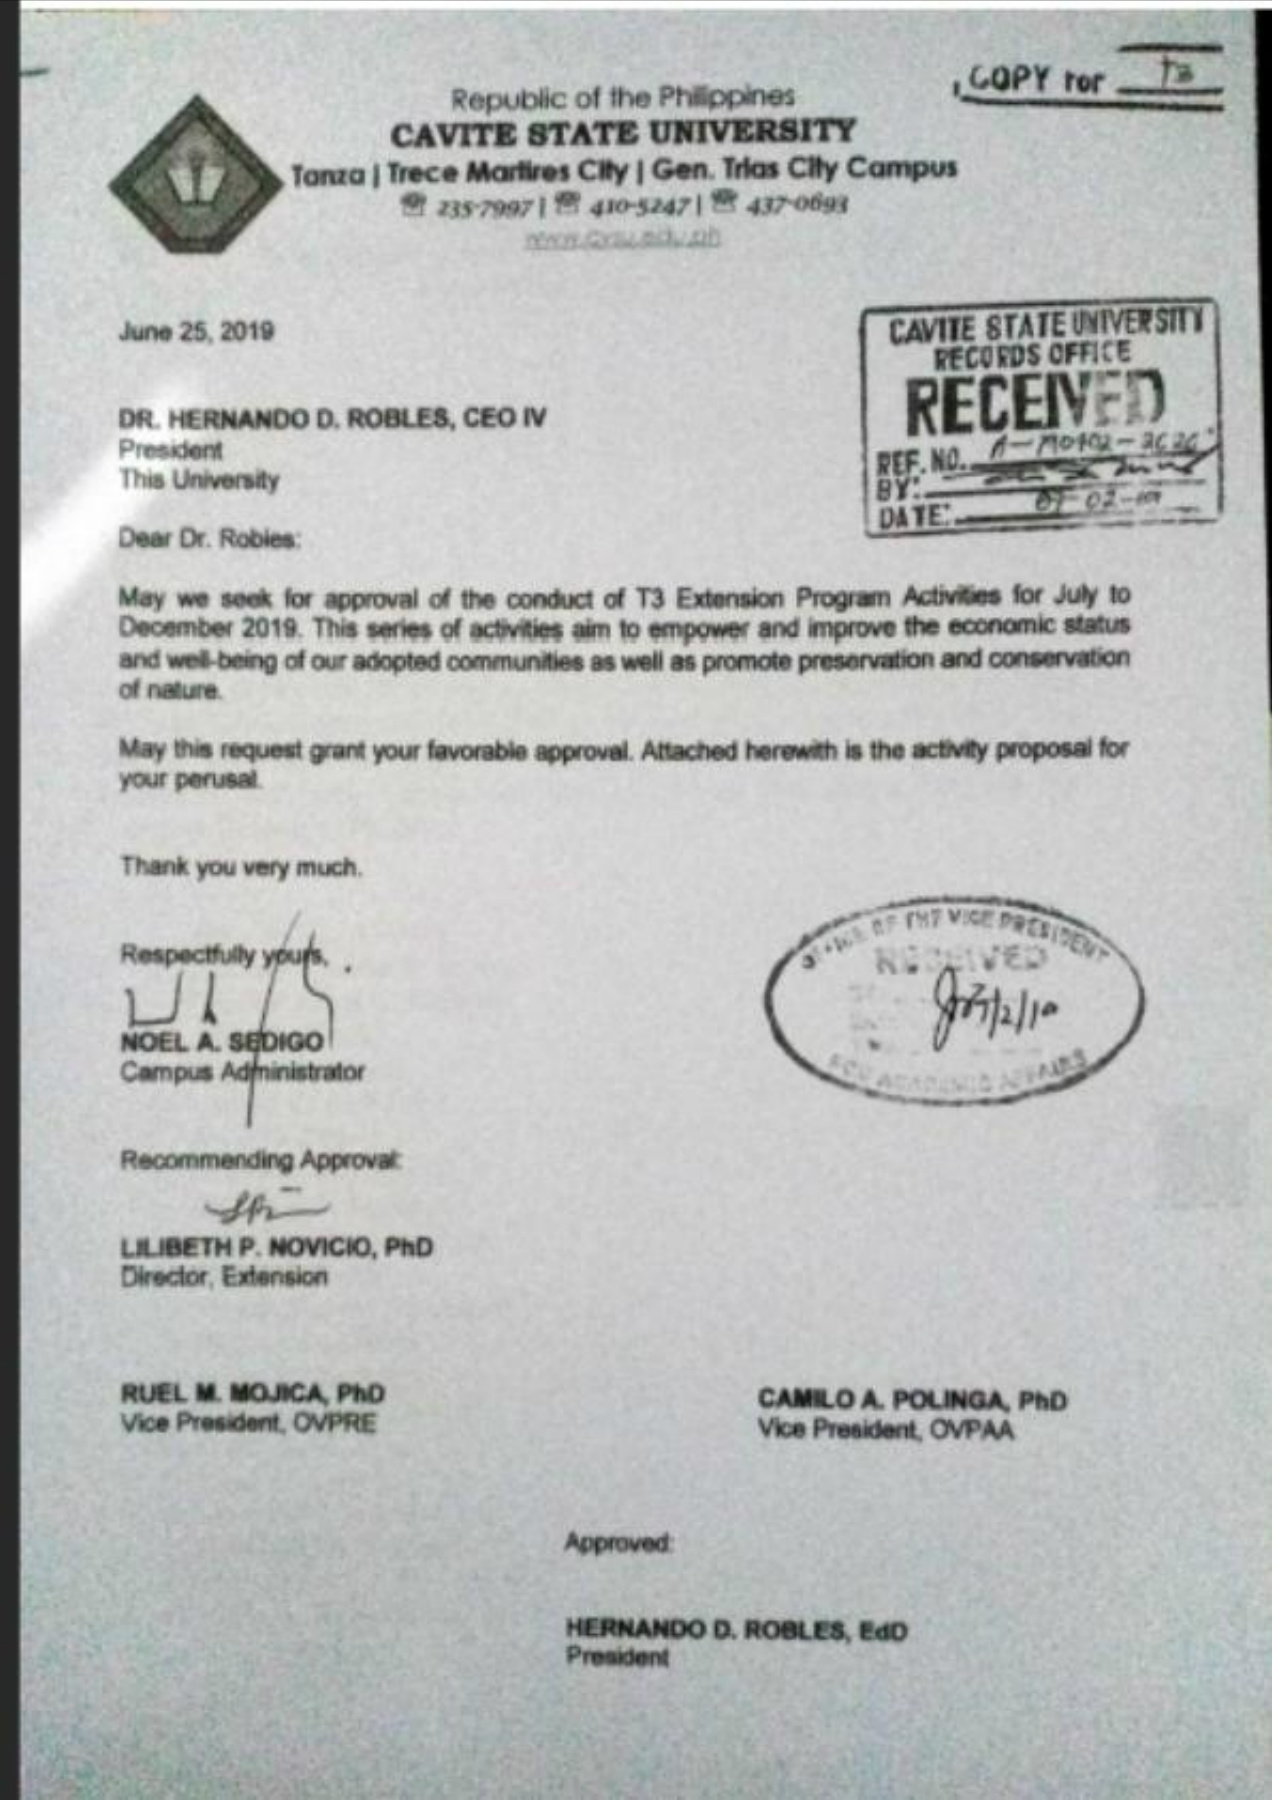 COPY for T3
Republic of the Philippines
CAVITE STATE UNIVERSITY
Tanza | Trece Martires City | Gen. Trias City Campus
☏ 235-7997 | ☏ 410-5247 | ☏ 437-0693
www.cvsu.edu.ph
June 25, 2019
CAVITE STATE UNIVERSITY
RECORDS OFFICE
RECEIVED
REF. NO.
BY:
DATE:
DR. HERNANDO D. ROBLES, CEO IV
President
This University
Dear Dr. Robles:
May we seek for approval of the conduct of T3 Extension Program Activities for July to
December 2019. This series of activities aim to empower and improve the economic status
and well-being of our adopted communities as well as promote preservation and conservation
of nature.
May this request grant your favorable approval. Attached herewith is the activity proposal for
your perusal.
Thank you very much.
Respectfully yours,
NOEL A. SEDIGO
Campus Administrator
OFFICE OF THE VICE PRESIDENT
RECEIVED
FOR ACADEMIC AFFAIRS
Recommending Approval:
LILIBETH P. NOVICIO, PhD
Director, Extension
RUEL M. MOJICA, PhD
Vice President, OVPRE
CAMILO A. POLINGA, PhD
Vice President, OVPAA
Approved:
HERNANDO D. ROBLES, EdD
President